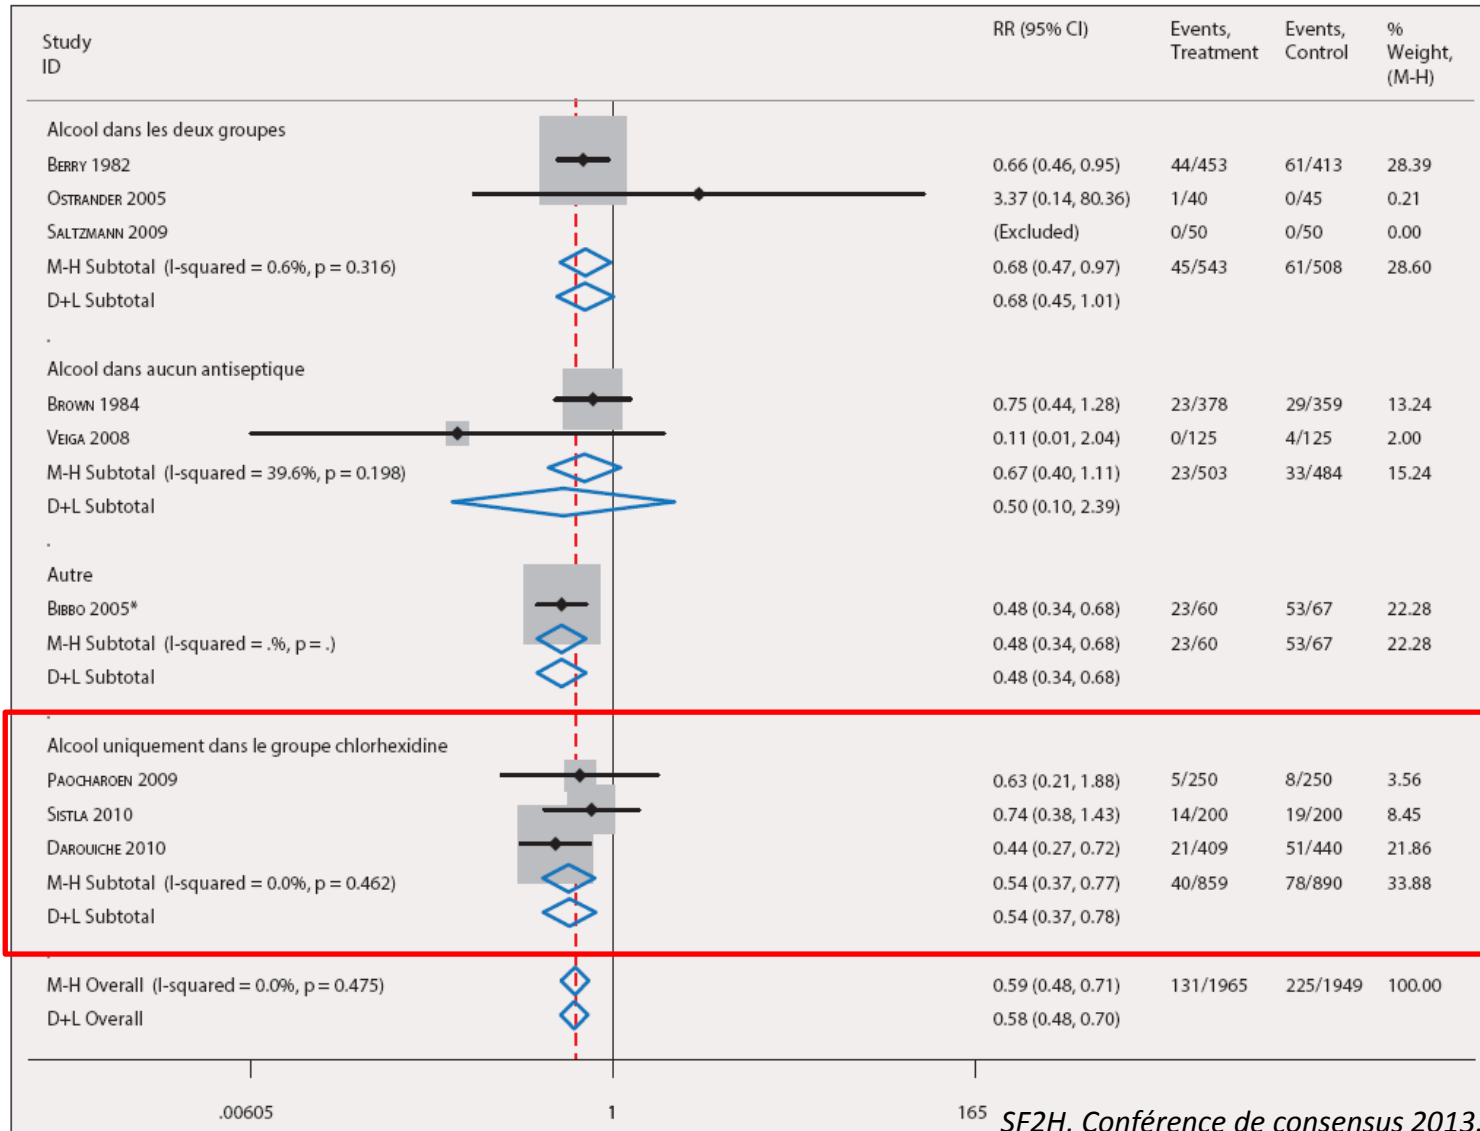 Study ID RR (95% CI) Events, Treatment Events, Control % Weight, (M-H)
Alcool dans les deux groupes
BERRY 1982 0.66 (0.46, 0.95) 44/453 61/413 28.39
OSTRANDER 2005 3.37 (0.14, 80.36) 1/40 0/45 0.21
SALTZMANN 2009 (Excluded) 0/50 0/50 0.00
M-H Subtotal (I-squared = 0.6%, p = 0.316) 0.68 (0.47, 0.97) 45/543 61/508 28.60
D+L Subtotal 0.68 (0.45, 1.01)
.
Alcool dans aucun antiseptique
BROWN 1984 0.75 (0.44, 1.28) 23/378 29/359 13.24
VEIGA 2008 0.11 (0.01, 2.04) 0/125 4/125 2.00
M-H Subtotal (I-squared = 39.6%, p = 0.198) 0.67 (0.40, 1.11) 23/503 33/484 15.24
D+L Subtotal 0.50 (0.10, 2.39)
.
Autre
BIBBO 2005* 0.48 (0.34, 0.68) 23/60 53/67 22.28
M-H Subtotal (I-squared = .%, p = .) 0.48 (0.34, 0.68) 23/60 53/67 22.28
D+L Subtotal 0.48 (0.34, 0.68)
.
Alcool uniquement dans le groupe chlorhexidine
PAOCHAROEN 2009 0.63 (0.21, 1.88) 5/250 8/250 3.56
SISTLA 2010 0.74 (0.38, 1.43) 14/200 19/200 8.45
DAROUICHE 2010 0.44 (0.27, 0.72) 21/409 51/440 21.86
M-H Subtotal (I-squared = 0.0%, p = 0.462) 0.54 (0.37, 0.77) 40/859 78/890 33.88
D+L Subtotal 0.54 (0.37, 0.78)
.
M-H Overall (I-squared = 0.0%, p = 0.475) 0.59 (0.48, 0.71) 131/1965 225/1949 100.00
D+L Overall 0.58 (0.48, 0.70)
.00605 1 165
SF2H. Conférence de consensus 2013.